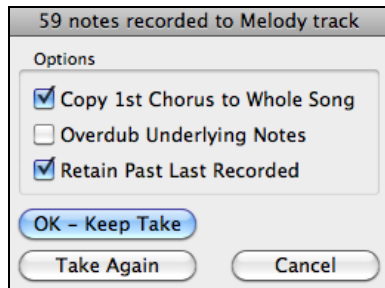 59 notes recorded to Melody track
Options
Copy 1st Chorus to Whole Song
Overdub Underlying Notes
Retain Past Last Recorded
OK – Keep Take
Take Again Cancel